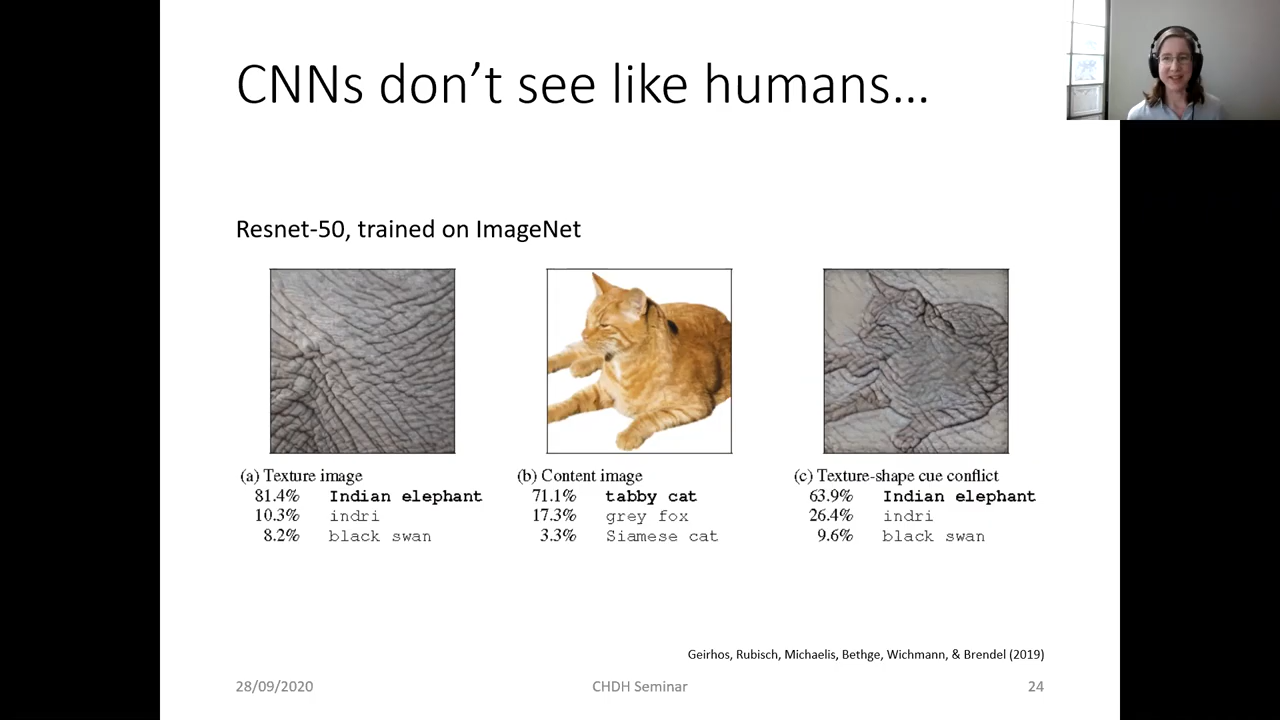 CNNs don’t see like humans…
Resnet-50, trained on ImageNet
(a) Texture image
81.4% Indian elephant
10.3% indri
8.2% black swan
(b) Content image
71.1% tabby cat
17.3% grey fox
3.3% Siamese cat
(c) Texture-shape cue conflict
63.9% Indian elephant
26.4% indri
9.6% black swan
Geirhos, Rubisch, Michaelis, Bethge, Wichmann, & Brendel (2019)
28/09/2020 CHDH Seminar 24